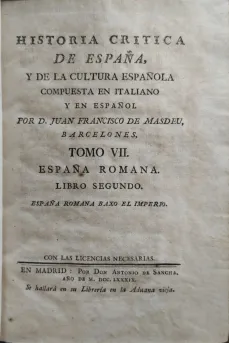 HISTORIA CRITICA
DE ESPAÑA,
Y DE LA CULTURA ESPAÑOLA
COMPUESTA EN ITALIANO
Y EN ESPAÑOL
POR D. JUAN FRANCISCO DE MASDEU,
BARCELONES.
TOMO VII.
ESPAÑA ROMANA.
LIBRO SEGUNDO.
ESPAÑA ROMANA BAXO EL IMPERIO.
CON LAS LICENCIAS NECESARIAS.
EN MADRID: POR DON ANTONIO DE SANCHA,
AÑO DE M. DCC. LXXXIX.
Se hallará en su Librería en la Aduana vieja.